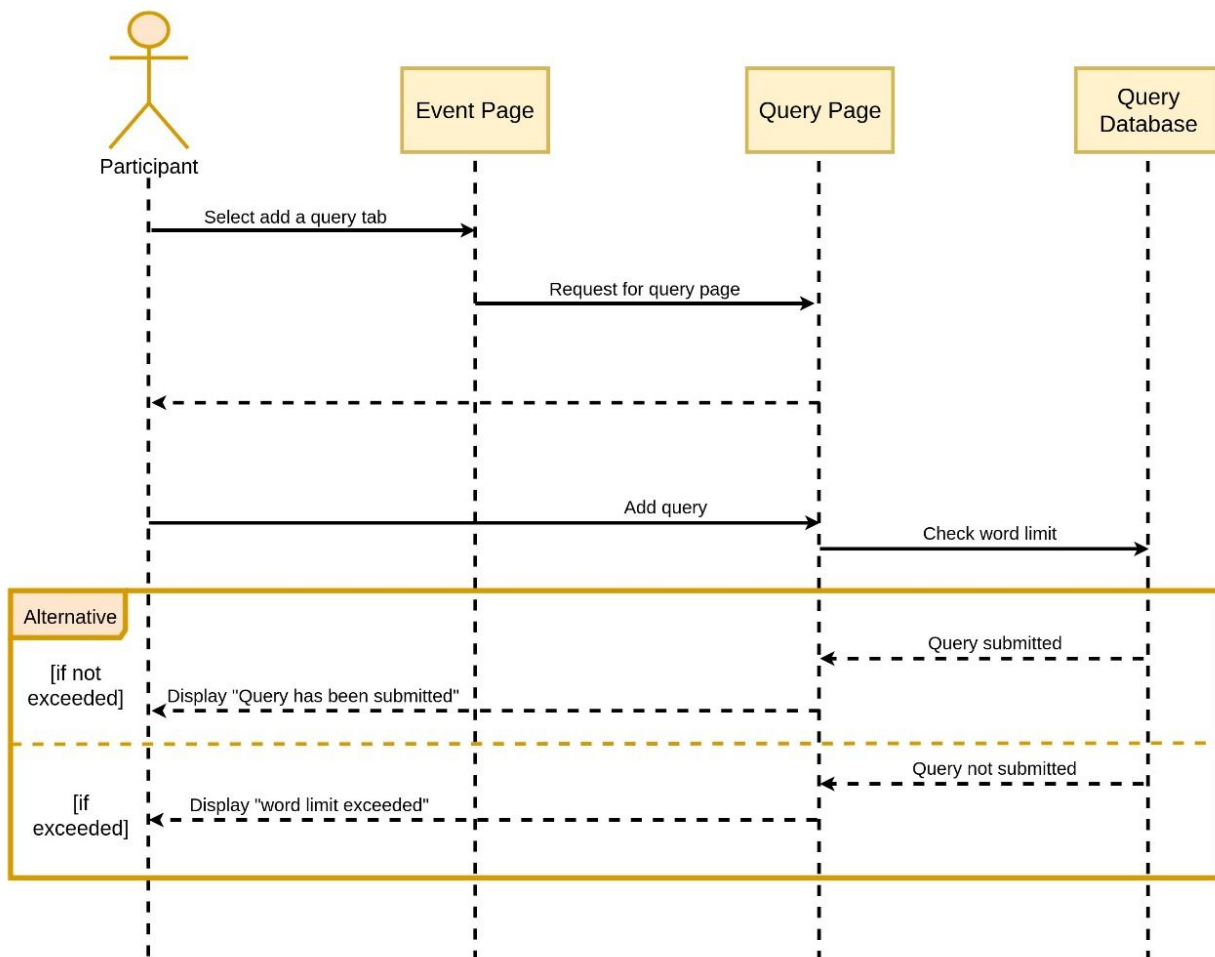 Participant
Event Page
Query Page
Query
Database
Select add a query tab
Request for query page
Add query
Check word limit
Alternative
Query submitted
[if not
exceeded]
Display "Query has been submitted"
Query not submitted
[if
exceeded]
Display "word limit exceeded"